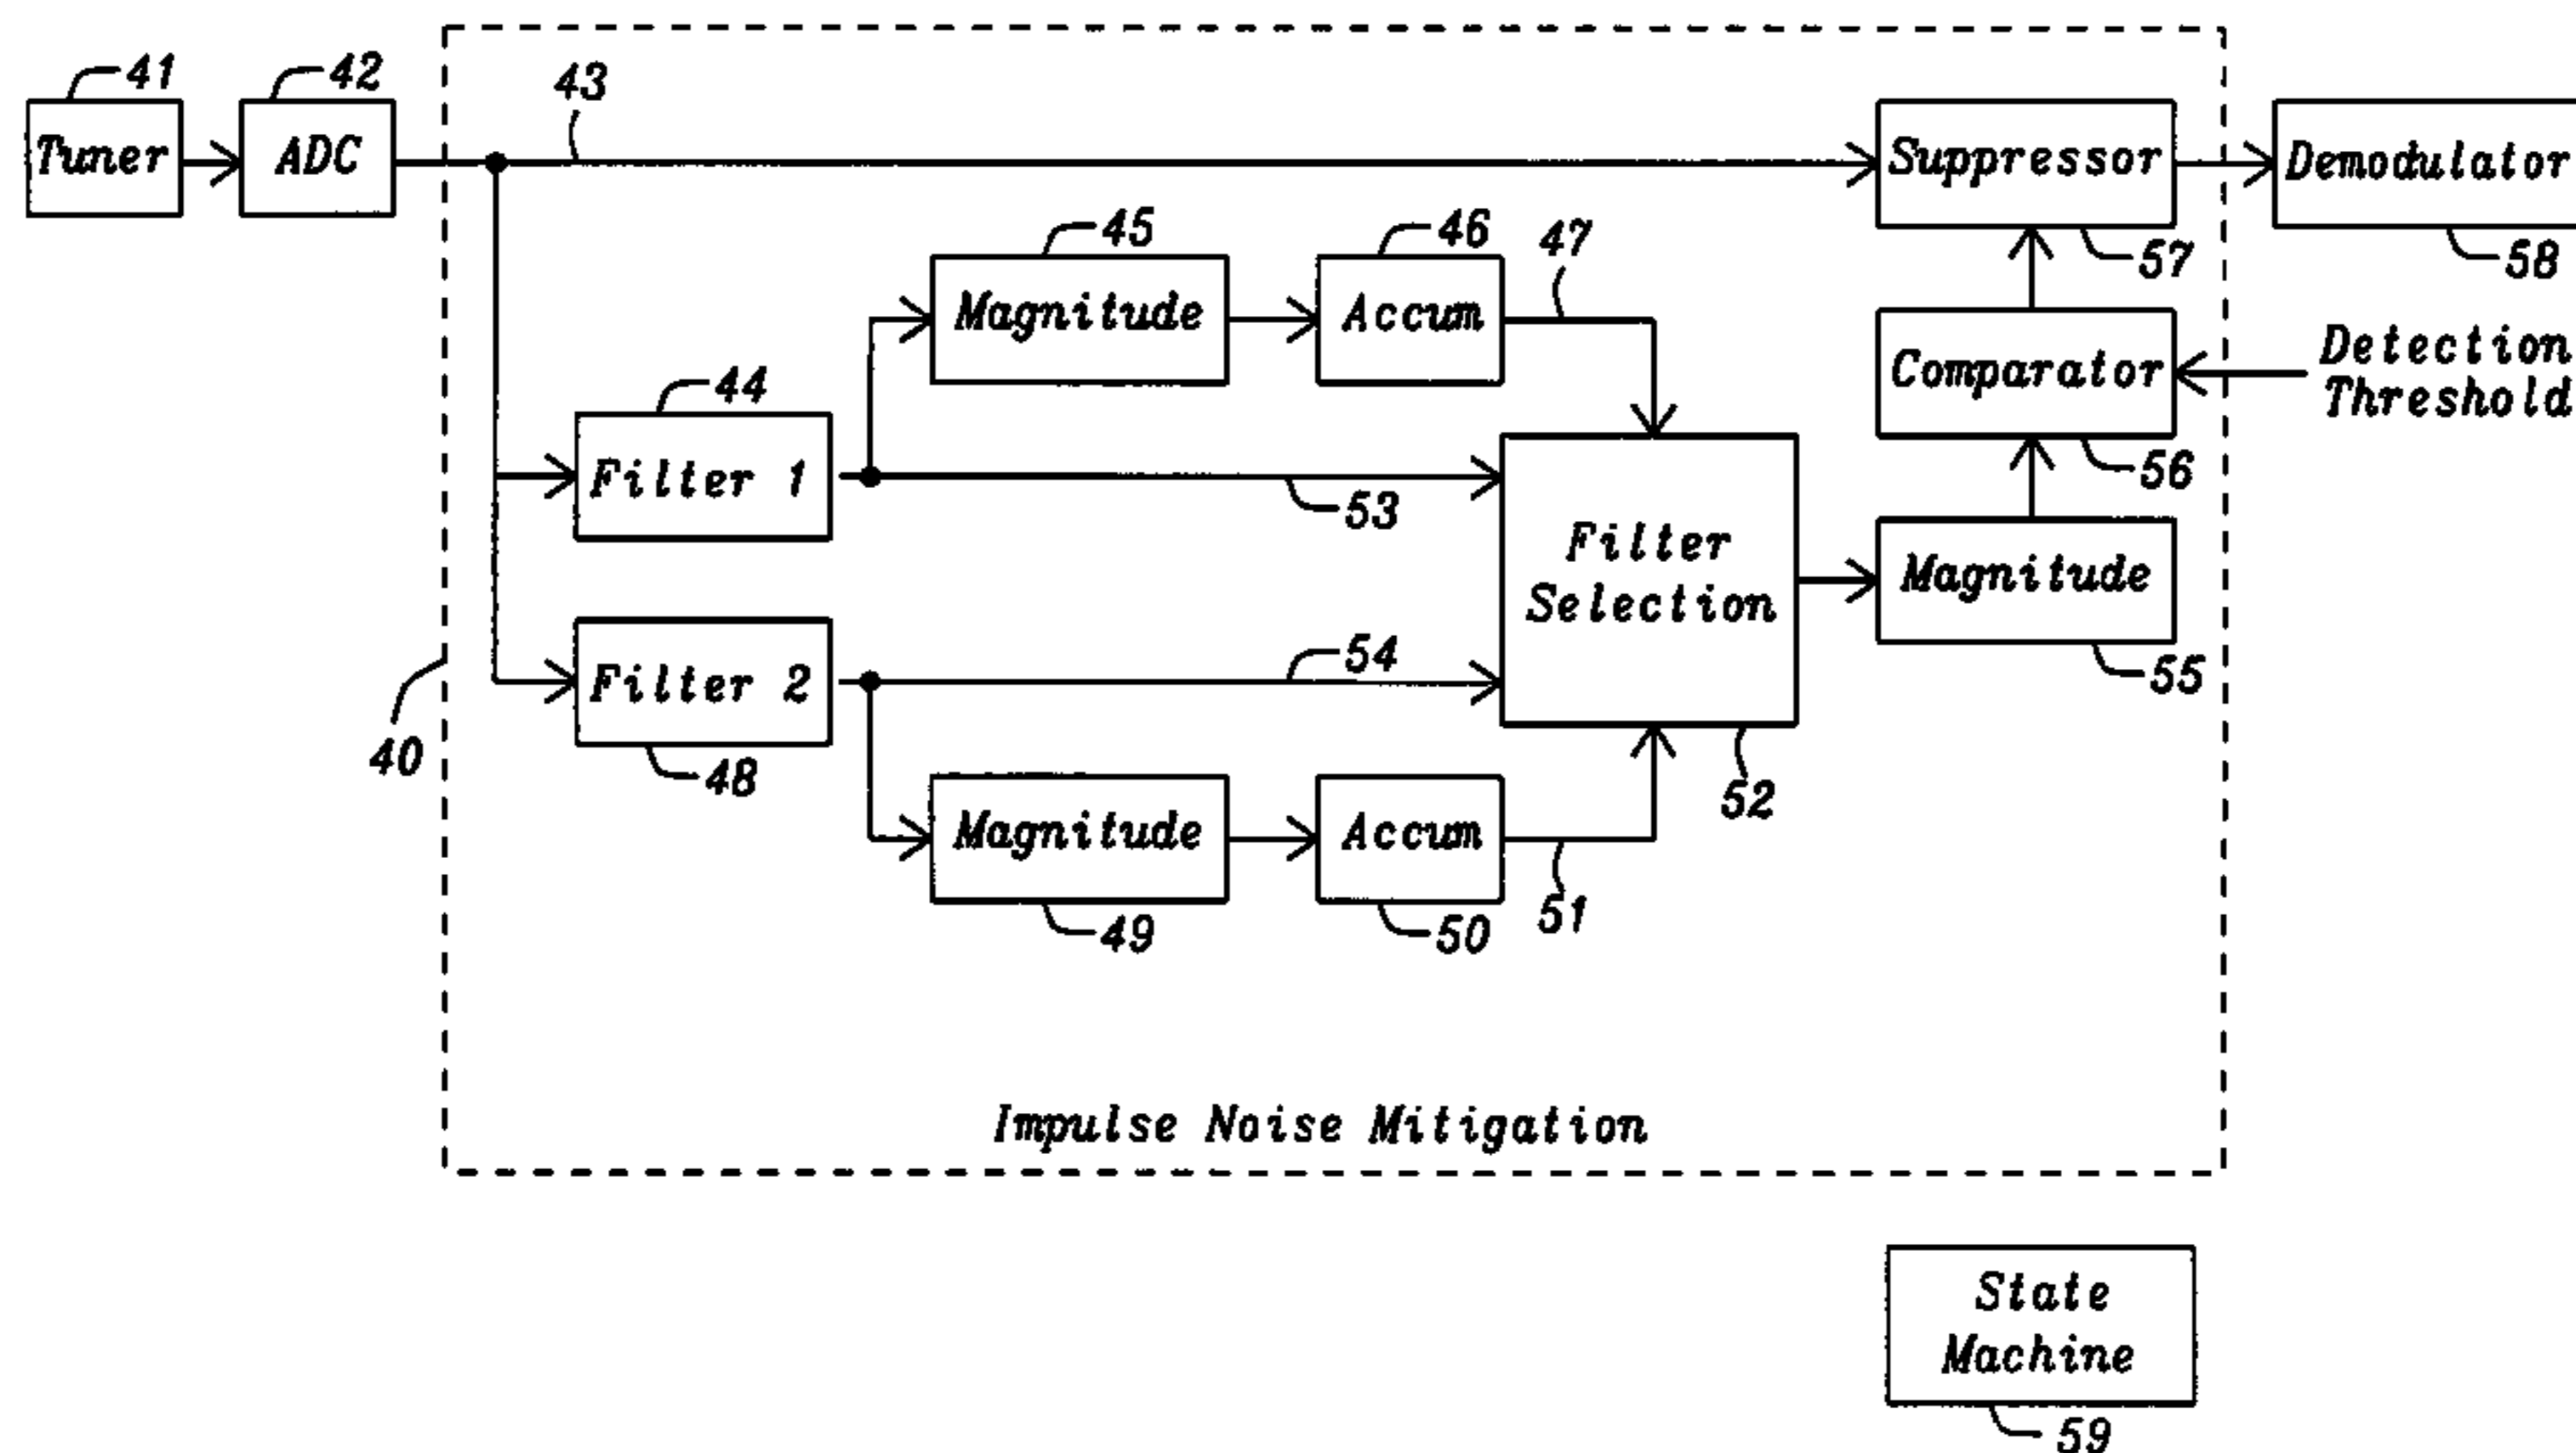 41
42
43
Tuner
ADC
Suppressor
Demodulator
45
46
47
57
58
Magnitude
Accum
Comparator
Detection
Threshold
44
Filter 1
53
56
Filter
Selection
Magnitude
Filter 2
54
55
40
48
52
Magnitude
Accum
49
50
51
Impulse Noise Mitigation
State
Machine
59